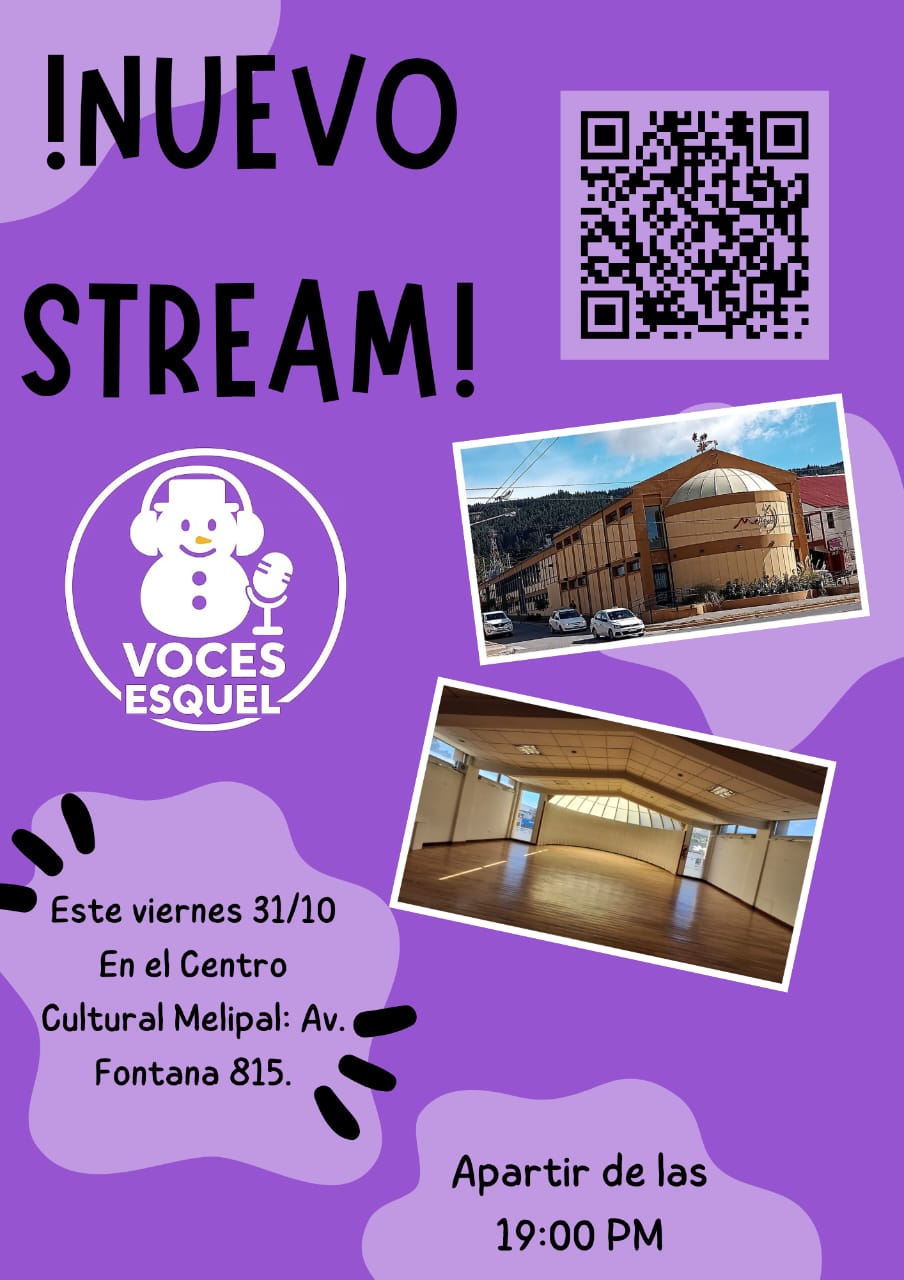 !NUEVO
STREAM!
VOCES
ESQUEL
Este viernes 31/10
En el Centro
Cultural Melipal: Av.
Fontana 815.
Apartir de las
19:00 PM